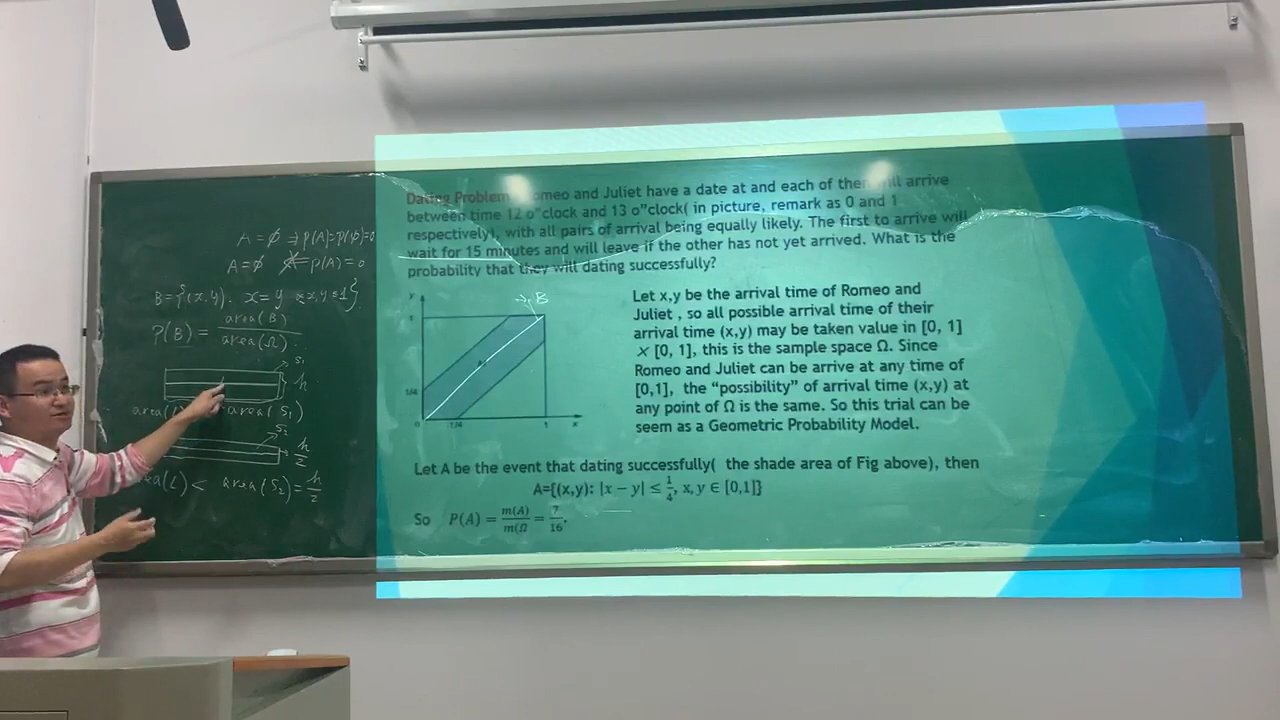 A = ∅ ⇒ P(A)=P(∅)=0
A=∅ ⇍ P(A)=0
B={(x,y). x=y x,y≤1}.
P(B) = area(B) / area(Ω).
S1
h
area(L) area(S1)
S2
h/2
area(L) < area(S2) = h/2
Dating Problem: Romeo and Juliet have a date at and each of then will arrive
between time 12 o"clock and 13 o"clock( in picture, remark as 0 and 1
respectively), with all pairs of arrival being equally likely. The first to arrive will
wait for 15 minutes and will leave if the other has not yet arrived. What is the
probability that they will dating successfully?
y
B
1
1/4
0 1/4 1 x
Let x,y be the arrival time of Romeo and
Juliet , so all possible arrival time of their
arrival time (x,y) may be taken value in [0, 1]
× [0, 1], this is the sample space Ω. Since
Romeo and Juliet can be arrive at any time of
[0,1], the "possibility" of arrival time (x,y) at
any point of Ω is the same. So this trial can be
seem as a Geometric Probability Model.
Let A be the event that dating successfully( the shade area of Fig above), then
A={(x,y): |x − y| ≤ 1/4, x, y ∈ [0,1]}
So P(A) = m(A)/m(Ω = 7/16.